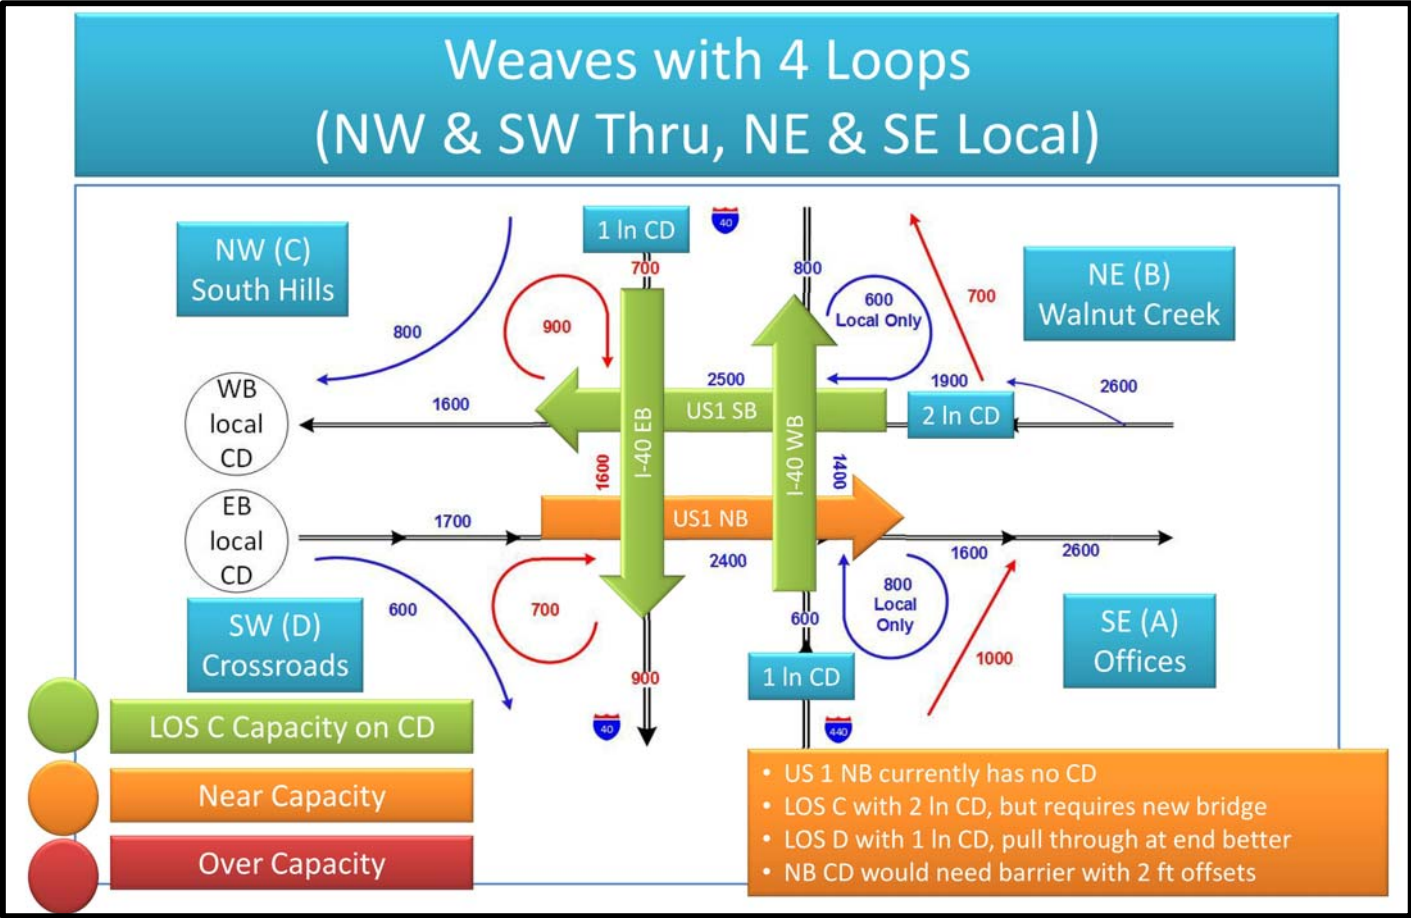 Weaves with 4 Loops
(NW & SW Thru, NE & SE Local)
NW (C)
South Hills
1 ln CD
40
700
800
600
Local Only
700
NE (B)
Walnut Creek
800
900
2500
1900
2600
WB
local
CD
1600
US1 SB
2 ln CD
I-40 EB
I-40 WB
1600
1400
EB
local
CD
1700
US1 NB
2400
1600
2600
SW (D)
Crossroads
600
700
600
800
Local
Only
1000
SE (A)
Offices
900
1 ln CD
40
440
LOS C Capacity on CD
Near Capacity
Over Capacity
• US 1 NB currently has no CD
• LOS C with 2 ln CD, but requires new bridge
• LOS D with 1 ln CD, pull through at end better
• NB CD would need barrier with 2 ft offsets